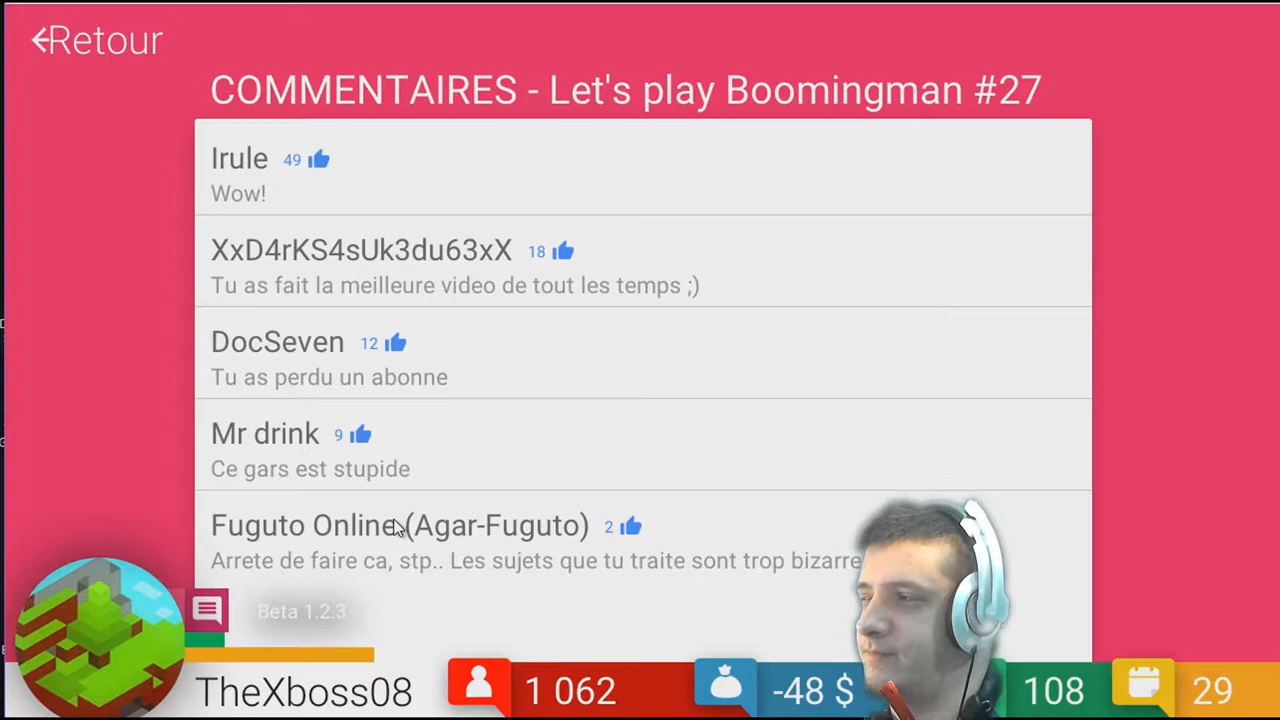 Retour
COMMENTAIRES - Let's play Boomingman #27
Irule 49
Wow!
XxD4rKS4sUk3du63xX 18
Tu as fait la meilleure video de tout les temps ;)
DocSeven 12
Tu as perdu un abonne
Mr drink 9
Ce gars est stupide
Fuguto Online (Agar-Fuguto) 2
Arrete de faire ca, stp.. Les sujets que tu traite sont trop bizarre
Beta 1.2.3
TheXboss08 1 062 -48 $ 108 29